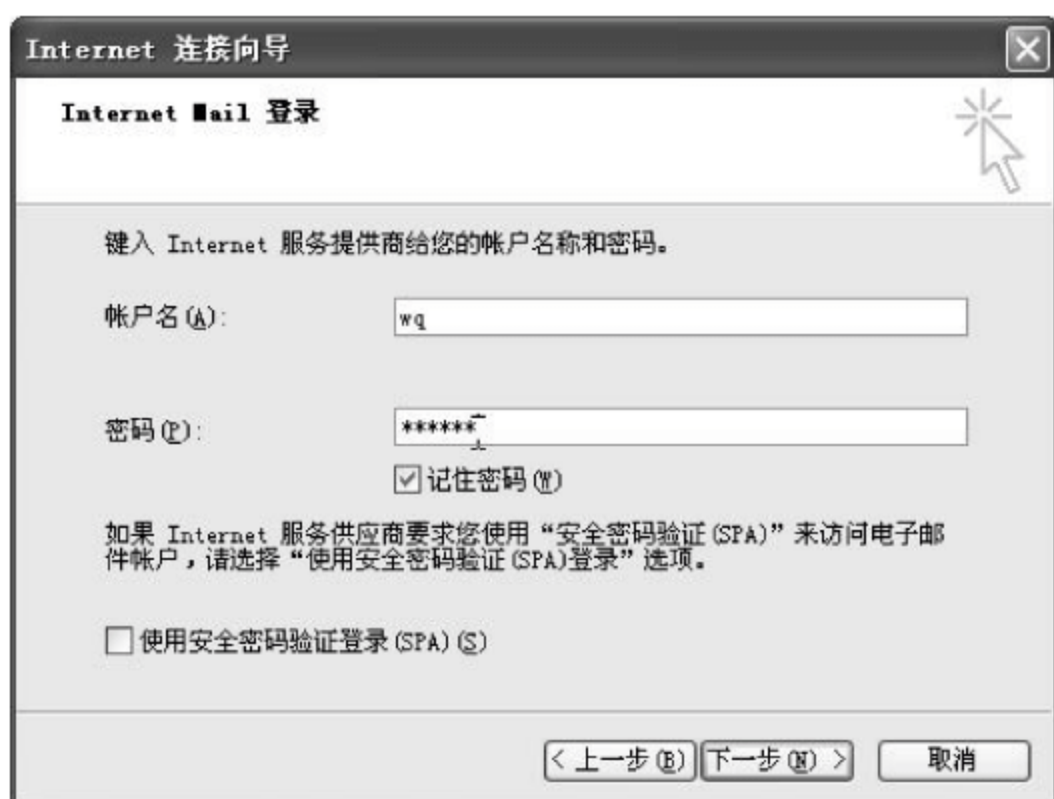 Internet 连接向导
Internet Mail 登录
键入 Internet 服务提供商给您的帐户名称和密码。
帐户名(A):
wq
密码(P):
******
记住密码(W)
如果 Internet 服务供应商要求您使用“安全密码验证(SPA)”来访问电子邮
件帐户，请选择“使用安全密码验证(SPA)登录”选项。
使用安全密码验证登录(SPA)(S)
< 上一步(B) 下一步(N) > 取消